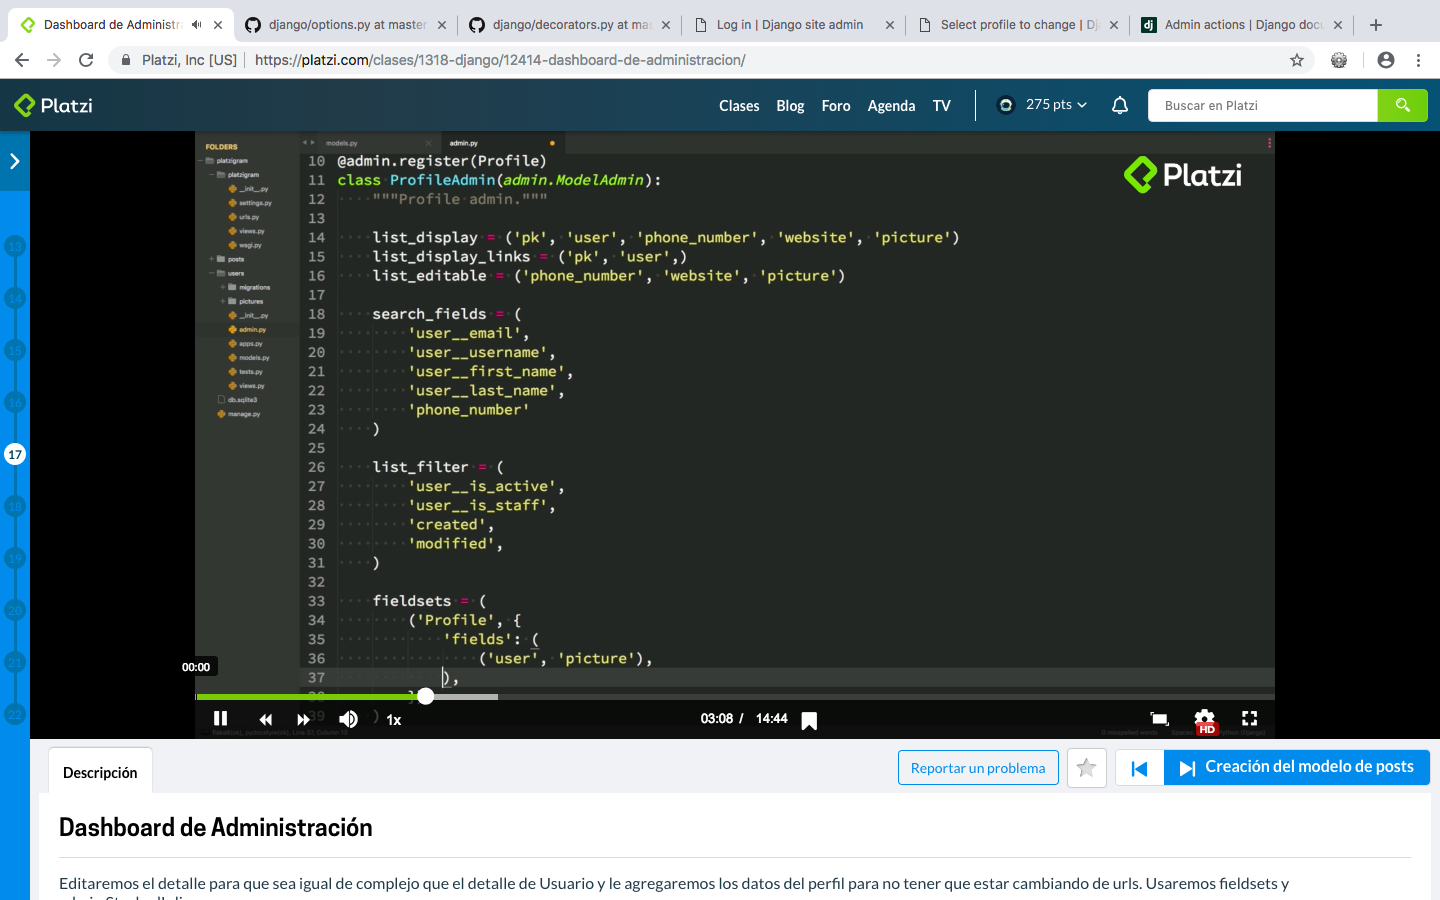 Dashboard de Administra
django/options.py at master
django/decorators.py at mas
Log in | Django site admin
Select profile to change | Dj
Admin actions | Django docu
Platzi, Inc [US] | https://platzi.com/clases/1318-django/12414-dashboard-de-administracion/
Platzi
Clases
Blog
Foro
Agenda
TV
275 pts
Buscar en Platzi
13
14
15
16
17
18
19
20
21
22
FOLDERS
platzigram
platzigram
__init__.py
settings.py
urls.py
views.py
wsgi.py
posts
users
migrations
pictures
__init__.py
admin.py
apps.py
models.py
tests.py
views.py
db.sqlite3
manage.py
models.py
admin.py
Platzi
10 @admin.register(Profile)
11 class ProfileAdmin(admin.ModelAdmin):
12 """Profile admin."""
13
14 list_display = ('pk', 'user', 'phone_number', 'website', 'picture')
15 list_display_links = ('pk', 'user',)
16 list_editable = ('phone_number', 'website', 'picture')
17
18 search_fields = (
19 'user__email',
20 'user__username',
21 'user__first_name',
22 'user__last_name',
23 'phone_number'
24 )
25
26 list_filter = (
27 'user__is_active',
28 'user__is_staff',
29 'created',
30 'modified',
31 )
32
33 fieldsets = (
34 ('Profile', {
35 'fields': (
36 ('user', 'picture'),
37 ),
38 }
39 )
00:00
1x
03:08 / 14:44
HD
Descripción
Reportar un problema
Creación del modelo de posts
Dashboard de Administración
Editaremos el detalle para que sea igual de complejo que el detalle de Usuario y le agregaremos los datos del perfil para no tener que estar cambiando de urls. Usaremos fieldsets y